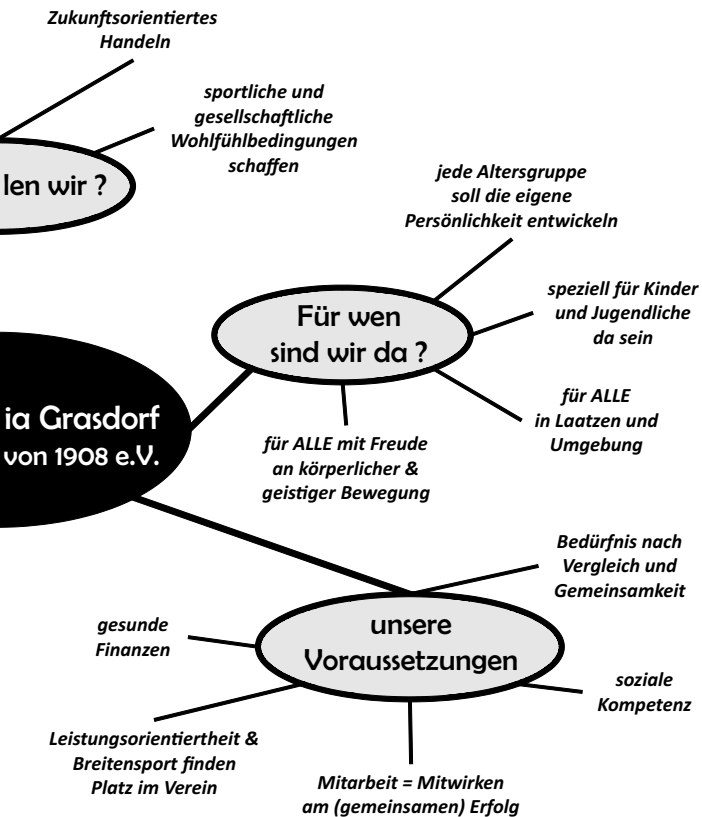 Zukunftsorientiertes
Handeln
sportliche und
gesellschaftliche
Wohlfühlbedingungen
schaffen
len wir ?
jede Altersgruppe
soll die eigene
Persönlichkeit entwickeln
Für wen
sind wir da ?
speziell für Kinder
und Jugendliche
da sein
für ALLE
in Laatzen und
Umgebung
für ALLE mit Freude
an körperlicher &
geistiger Bewegung
ia Grasdorf
von 1908 e.V.
Bedürfnis nach
Vergleich und
Gemeinsamkeit
unsere
Voraussetzungen
gesunde
Finanzen
soziale
Kompetenz
Leistungsorientiertheit &
Breitensport finden
Platz im Verein
Mitarbeit = Mitwirken
am (gemeinsamen) Erfolg